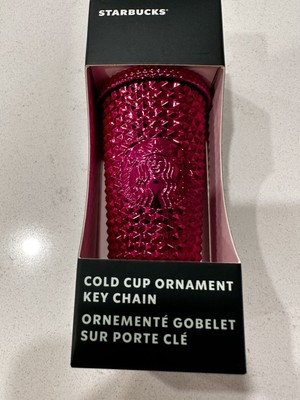 STARBUCKS®
COLD CUP ORNAMENT
KEY CHAIN
ORNEMENTÉ GOBELET
SUR PORTE CLÉ